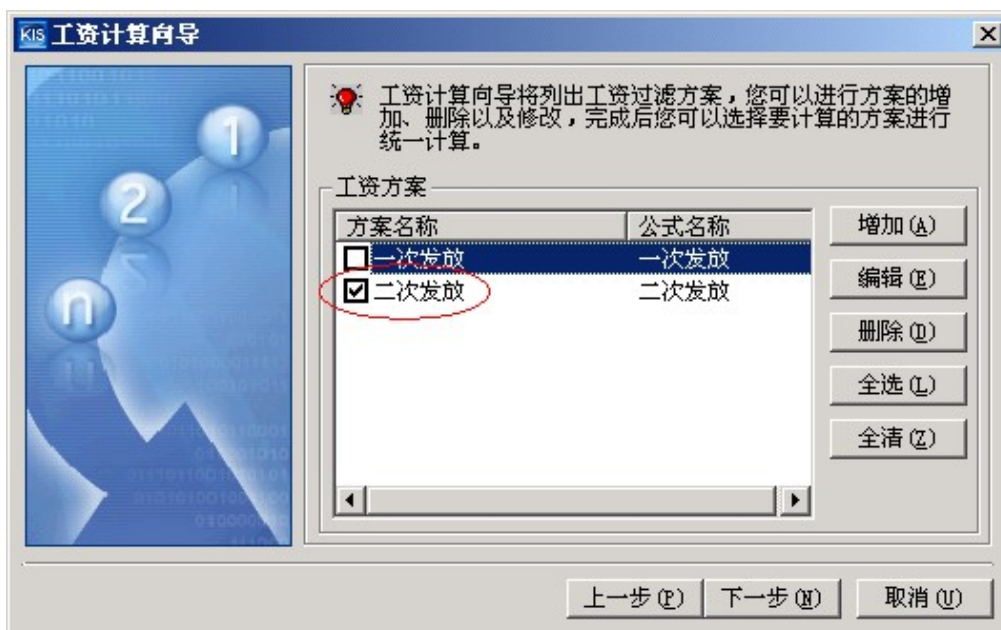 KIS 工资计算向导
1
2
n
工资计算向导将列出工资过滤方案，您可以进行方案的增
加、删除以及修改，完成后您可以选择要计算的方案进行
统一计算。
工资方案
方案名称 公式名称
一次发放 一次发放
二次发放 二次发放
增加(A)
编辑(E)
删除(D)
全选(L)
全清(Z)
上一步(P) 下一步(N) 取消(U)